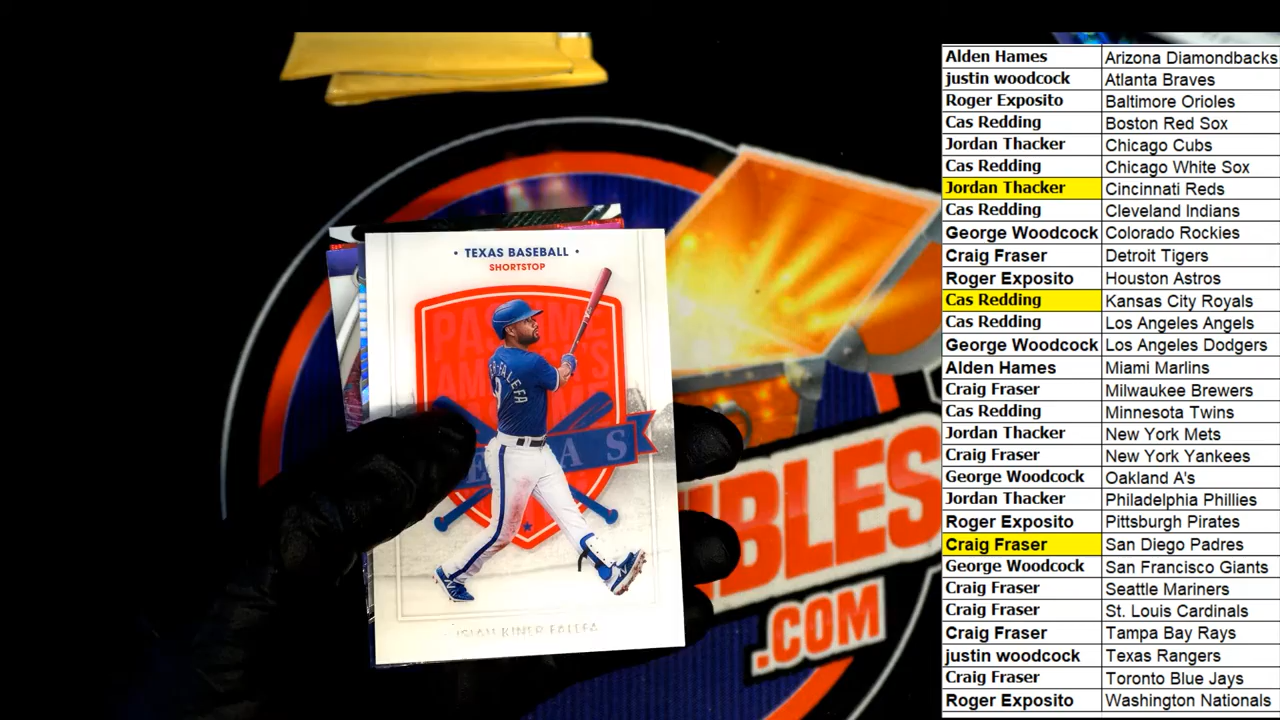 · TEXAS BASEBALL ·
SHORTSTOP
PASTIME
AMERICA'S
TEXAS
ISIAH KINER-FALEFA
.COM
Alden Hames Arizona Diamondbacks
justin woodcock Atlanta Braves
Roger Exposito Baltimore Orioles
Cas Redding Boston Red Sox
Jordan Thacker Chicago Cubs
Cas Redding Chicago White Sox
Jordan Thacker Cincinnati Reds
Cas Redding Cleveland Indians
George Woodcock Colorado Rockies
Craig Fraser Detroit Tigers
Roger Exposito Houston Astros
Cas Redding Kansas City Royals
Cas Redding Los Angeles Angels
George Woodcock Los Angeles Dodgers
Alden Hames Miami Marlins
Craig Fraser Milwaukee Brewers
Cas Redding Minnesota Twins
Jordan Thacker New York Mets
Craig Fraser New York Yankees
George Woodcock Oakland A's
Jordan Thacker Philadelphia Phillies
Roger Exposito Pittsburgh Pirates
Craig Fraser San Diego Padres
George Woodcock San Francisco Giants
Craig Fraser Seattle Mariners
Craig Fraser St. Louis Cardinals
Craig Fraser Tampa Bay Rays
justin woodcock Texas Rangers
Craig Fraser Toronto Blue Jays
Roger Exposito Washington Nationals